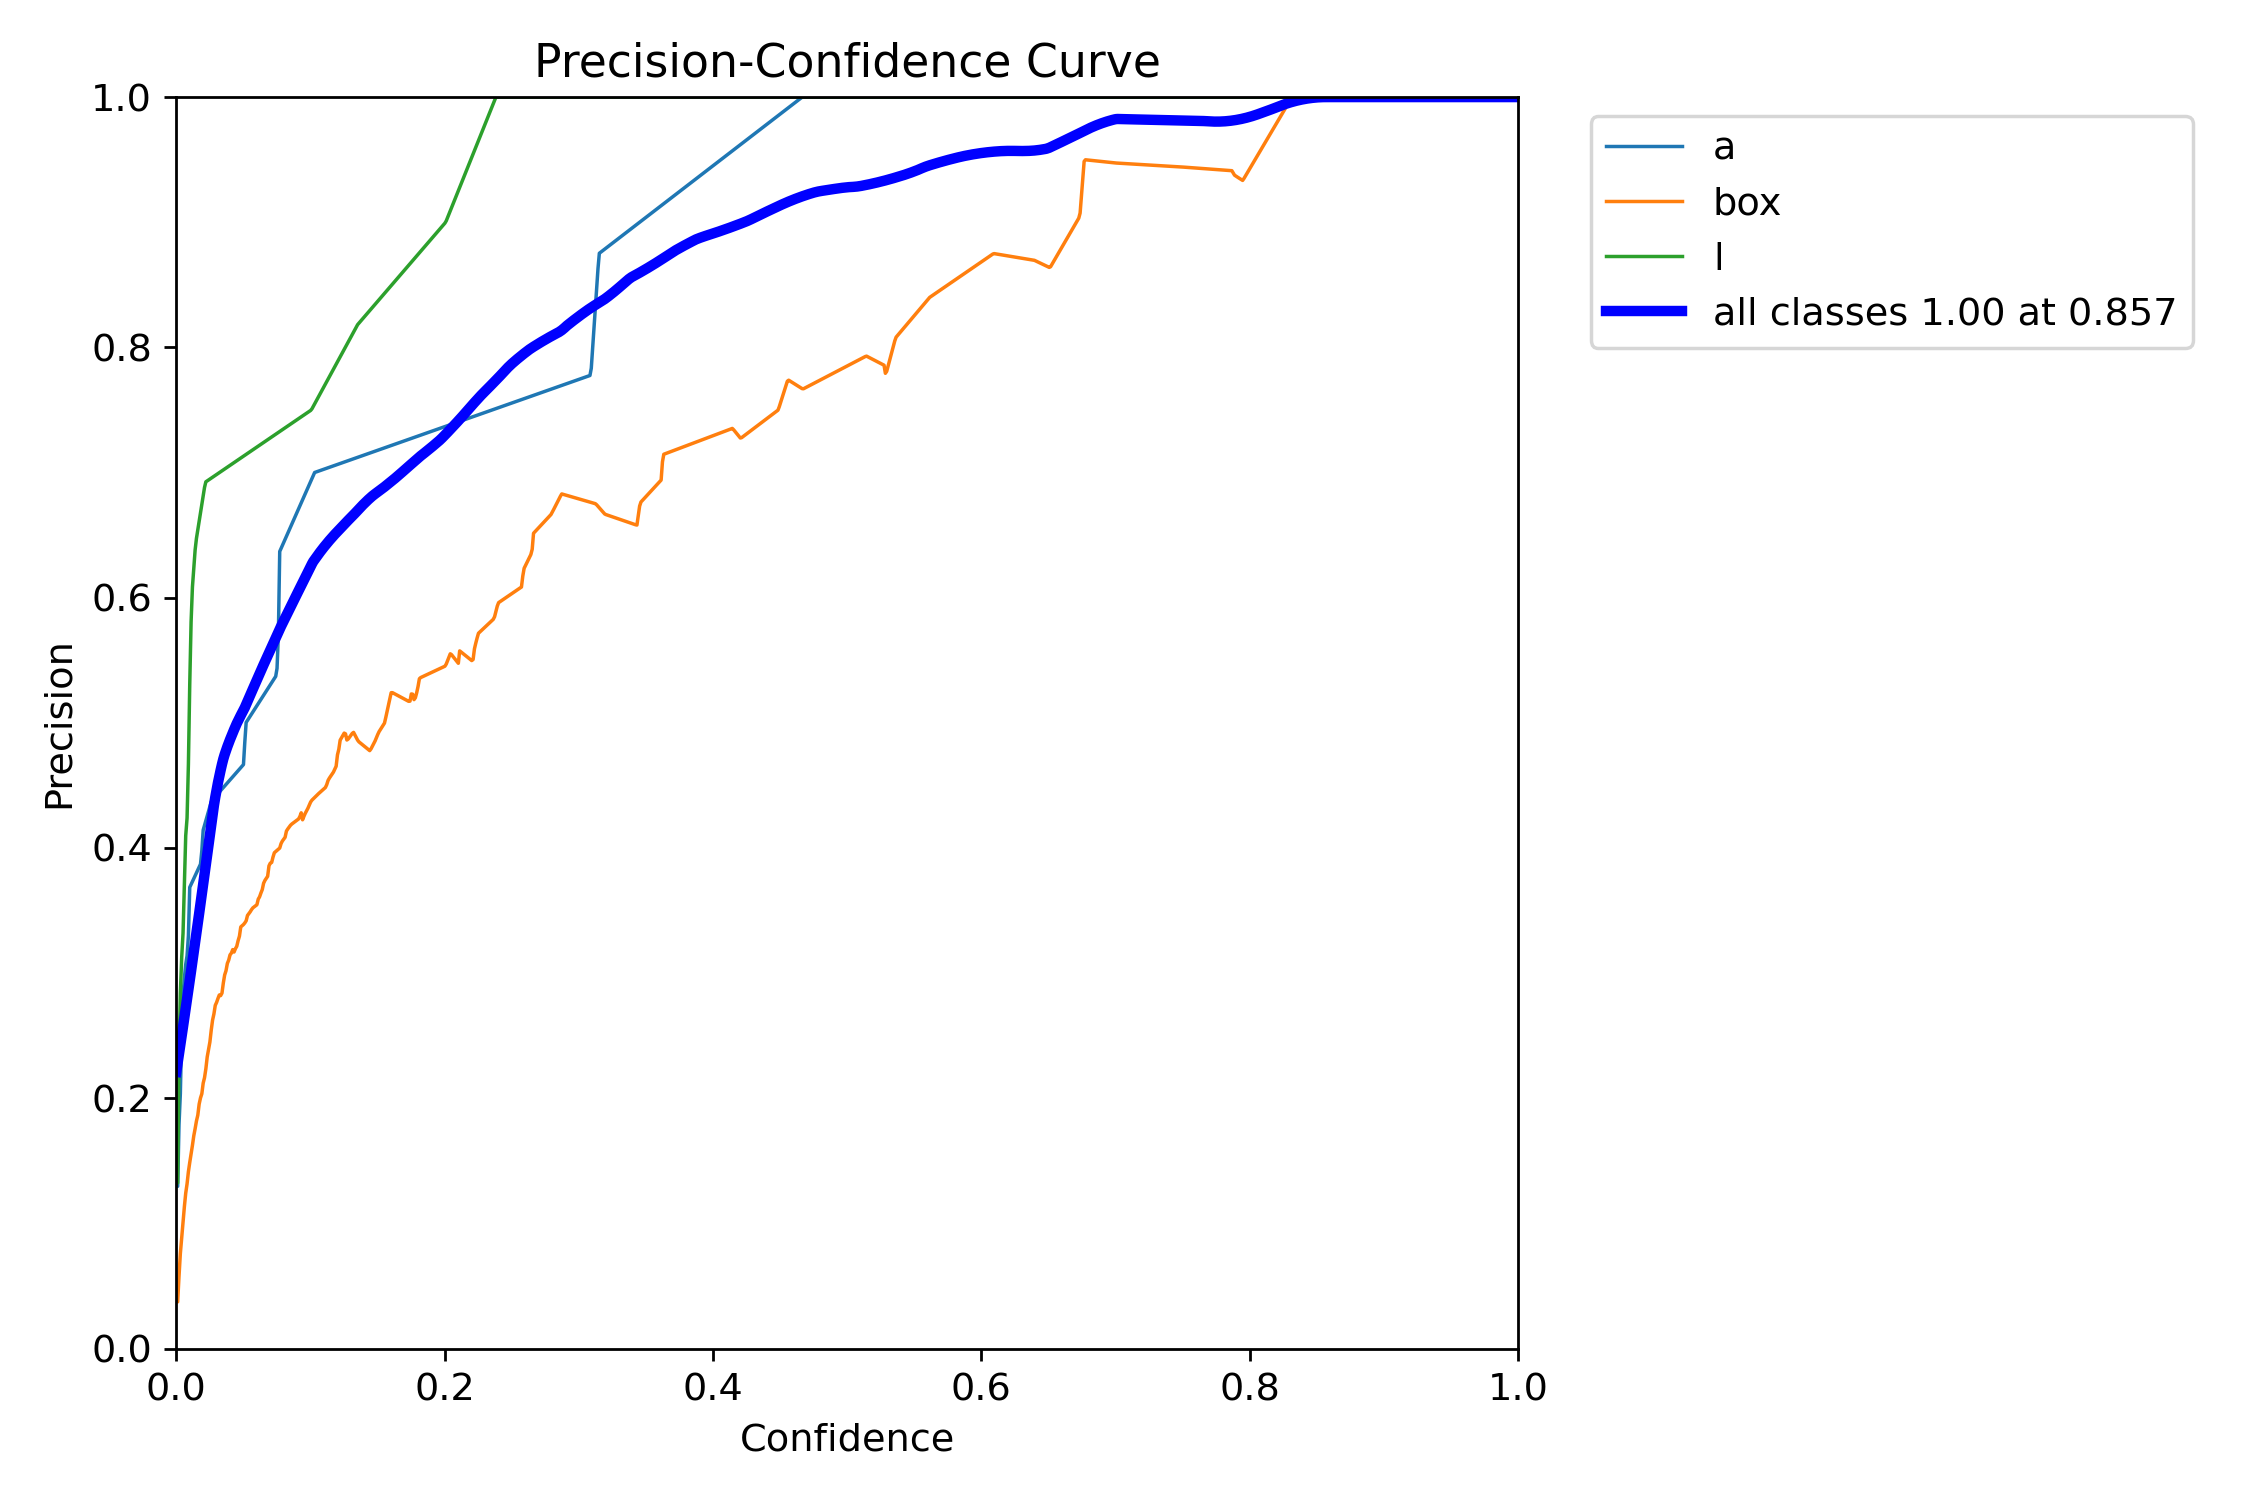 Precision-Confidence Curve
1.0
0.8
0.6
0.4
0.2
0.0
Precision
0.0 0.2 0.4 0.6 0.8 1.0
Confidence
a
box
l
all classes 1.00 at 0.857